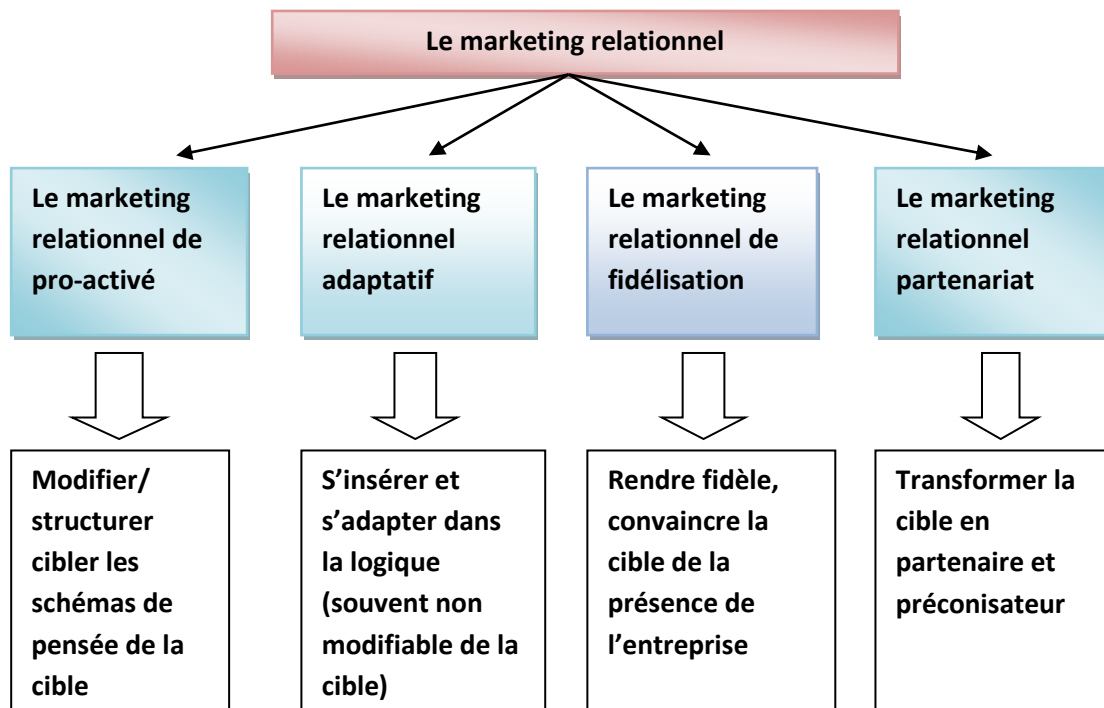 Le marketing relationnel
Le marketing
relationnel de
pro-activé
Le marketing
relationnel
adaptatif
Le marketing
relationnel de
fidélisation
Le marketing
relationnel
partenariat
Modifier/
structurer
cibler les
schémas de
pensée de la
cible
S’insérer et
s’adapter dans
la logique
(souvent non
modifiable de la
cible)
Rendre fidèle,
convaincre la
cible de la
présence de
l’entreprise
Transformer la
cible en
partenaire et
préconisateur